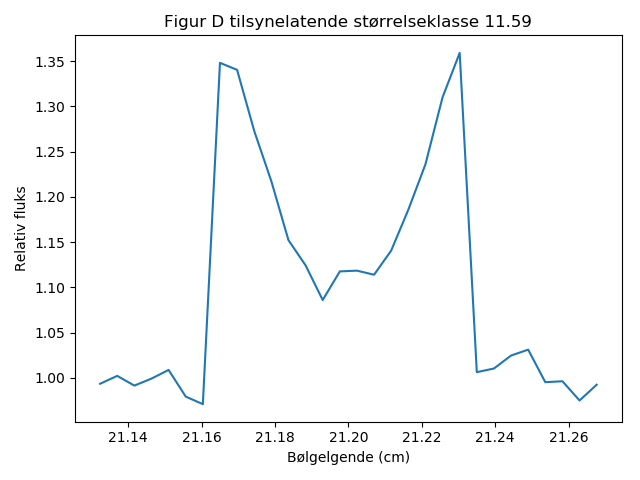 Figur D tilsynelatende størrelseklasse 11.59
Relativ fluks
1.35
1.30
1.25
1.20
1.15
1.10
1.05
1.00
21.14 21.16 21.18 21.20 21.22 21.24 21.26
Bølgelgende (cm)